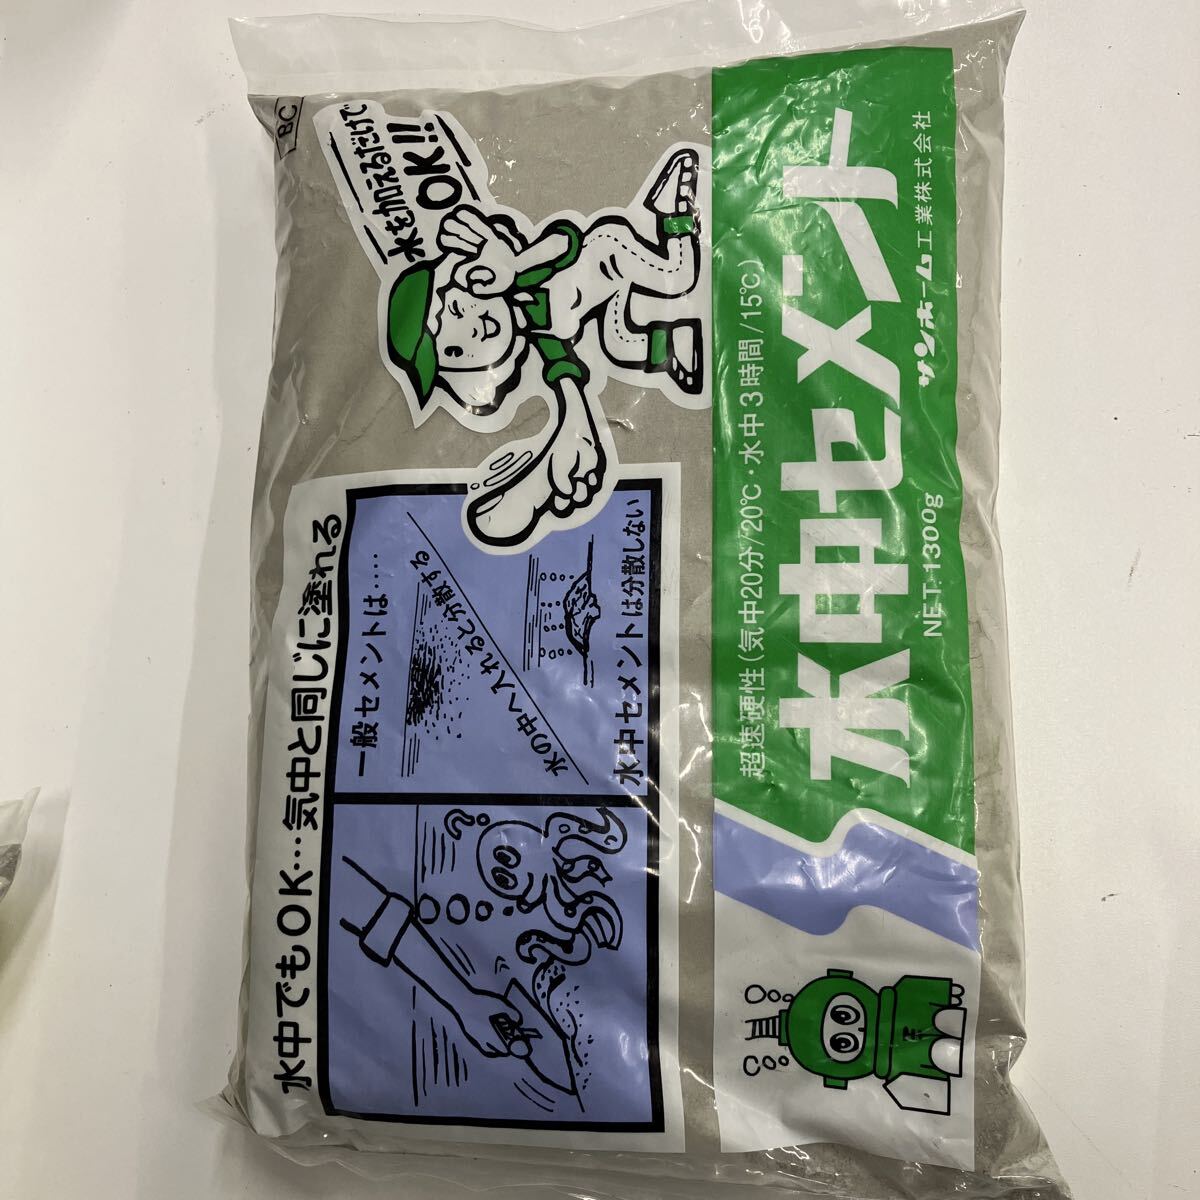 BC
水を加えるだけで
OK!!
水中でもOK…気中と同じに塗れる
一般セメントは‥‥
水の中へ入れると分散する
水中セメントは分散しない
?
超速硬性(気中20分/20℃・水中3時間/15℃)
水中セメント
NET.1300g
サンホーム工業株式会社